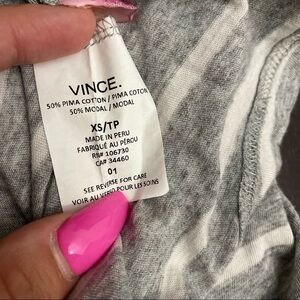 VINCE.
50% PIMA COTTON / PIMA COTON
50% MODAL / MODAL
XS/TP
MADE IN PERU
FABRIQUÉ AU PÉROU
RN# 106730
CA# 34460
01
SEE REVERSE FOR CARE
VOIR AU VERSO POUR LES SOINS